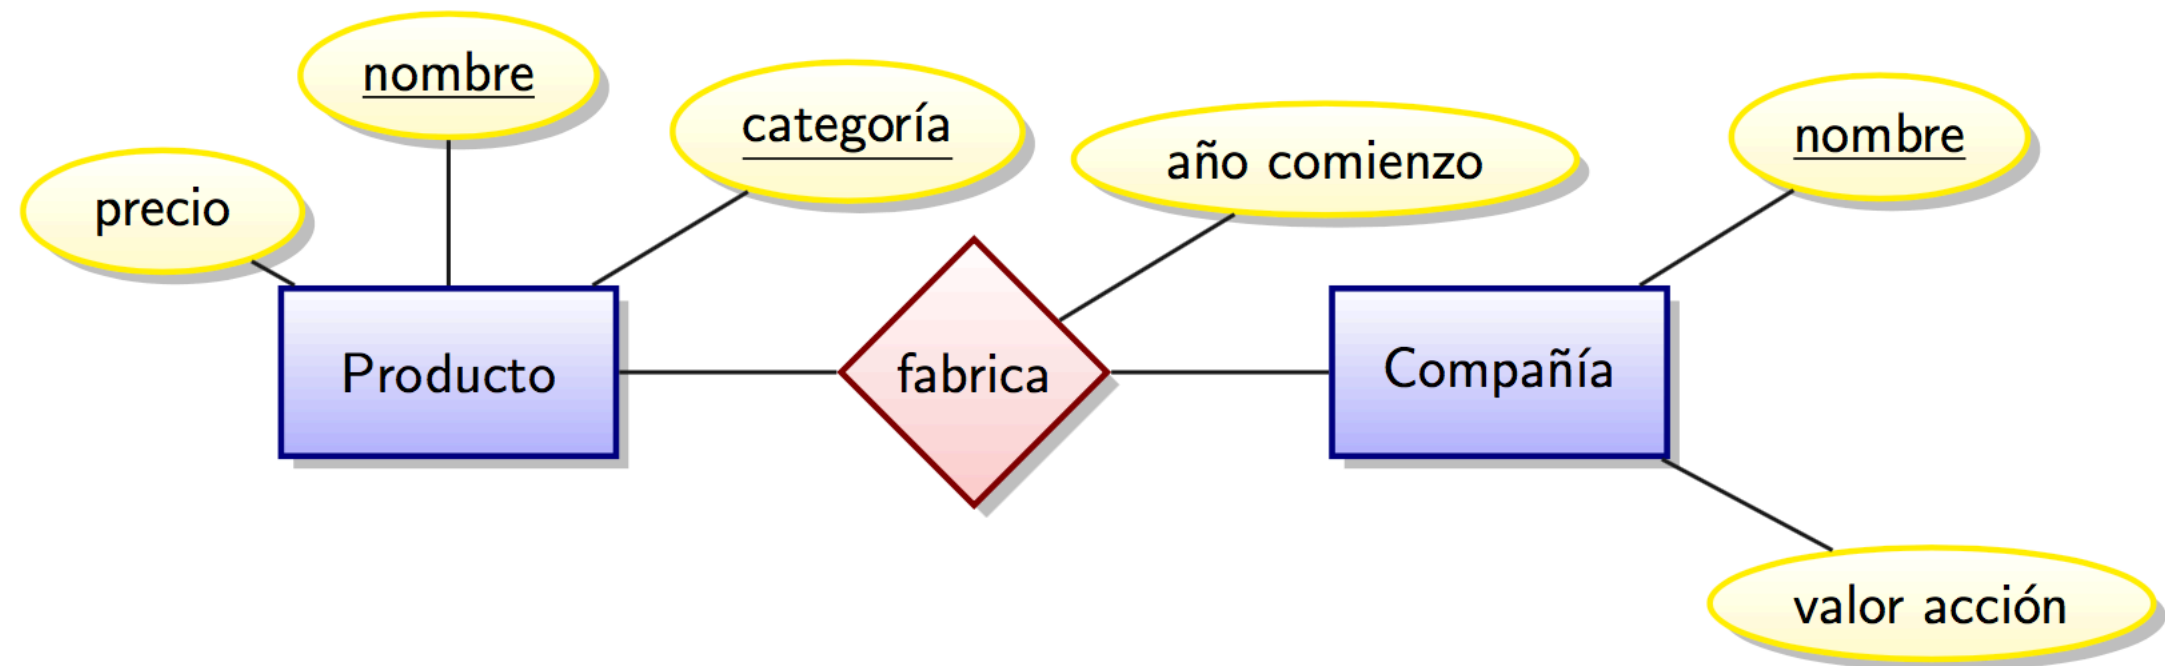 nombre
categoría
nombre
año comienzo
precio
Producto
fabrica
Compañía
valor acción